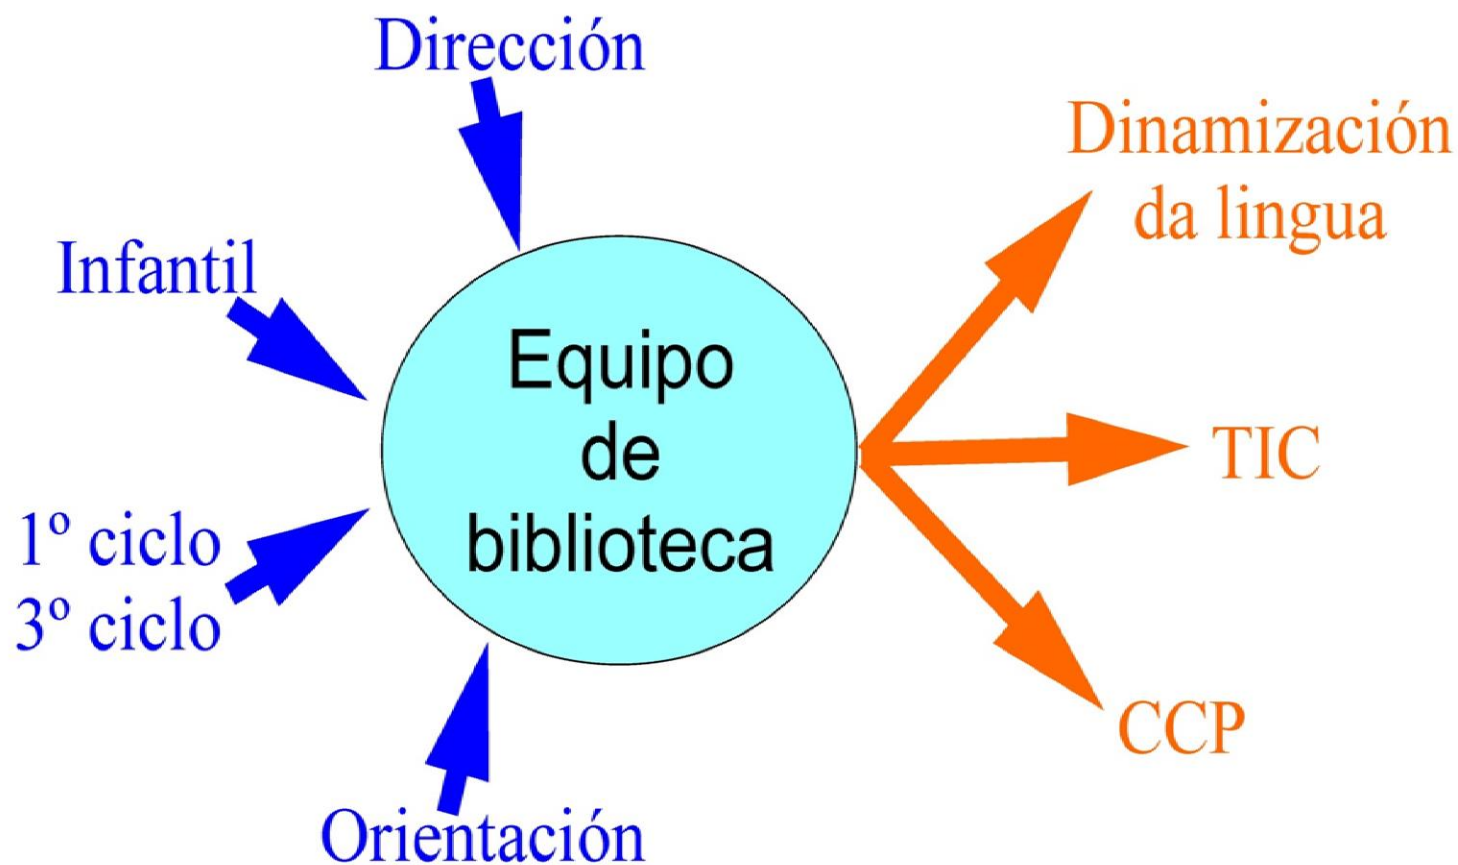 Dirección
Infantil
1º ciclo
3º ciclo
Orientación
Equipo
de
biblioteca
Dinamización
da lingua
TIC
CCP